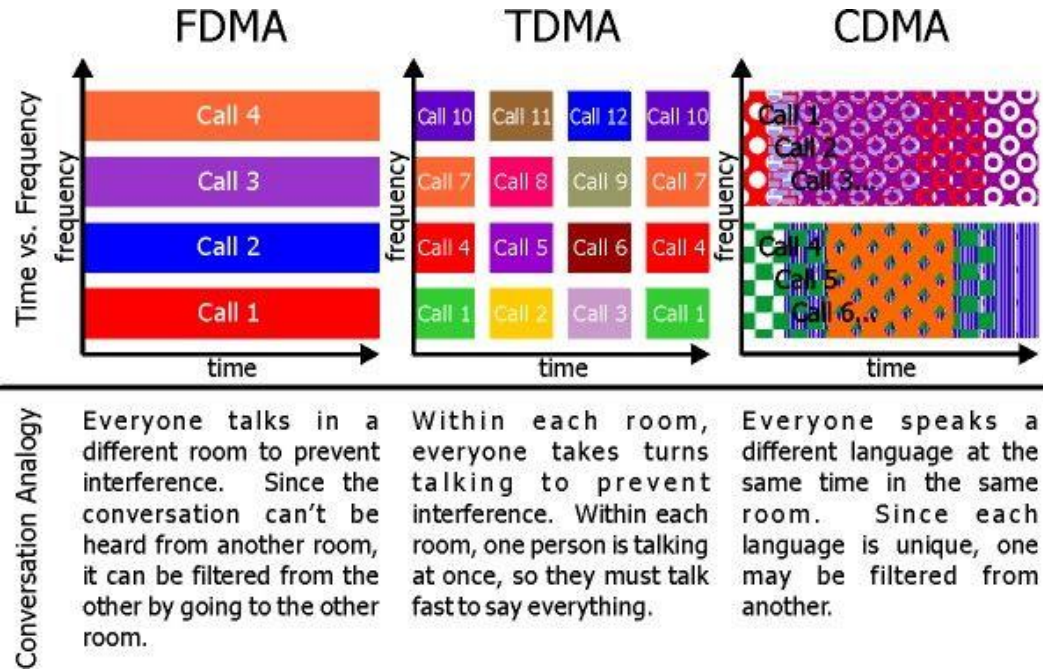 FDMA
TDMA
CDMA
Time vs. Frequency
frequency
Call 4
Call 3
Call 2
Call 1
time
frequency
Call 10 Call 11 Call 12 Call 10
Call 7 Call 8 Call 9 Call 7
Call 4 Call 5 Call 6 Call 4
Call 1 Call 2 Call 3 Call 1
time
frequency
Call 1
Call 2
Call 3...
Call 4
Call 5
Call 6...
time
Conversation Analogy
Everyone talks in a
different room to prevent
interference. Since the
conversation can't be
heard from another room,
it can be filtered from the
other by going to the other
room.
Within each room,
everyone takes turns
talking to prevent
interference. Within each
room, one person is talking
at once, so they must talk
fast to say everything.
Everyone speaks a
different language at the
same time in the same
room. Since each
language is unique, one
may be filtered from
another.